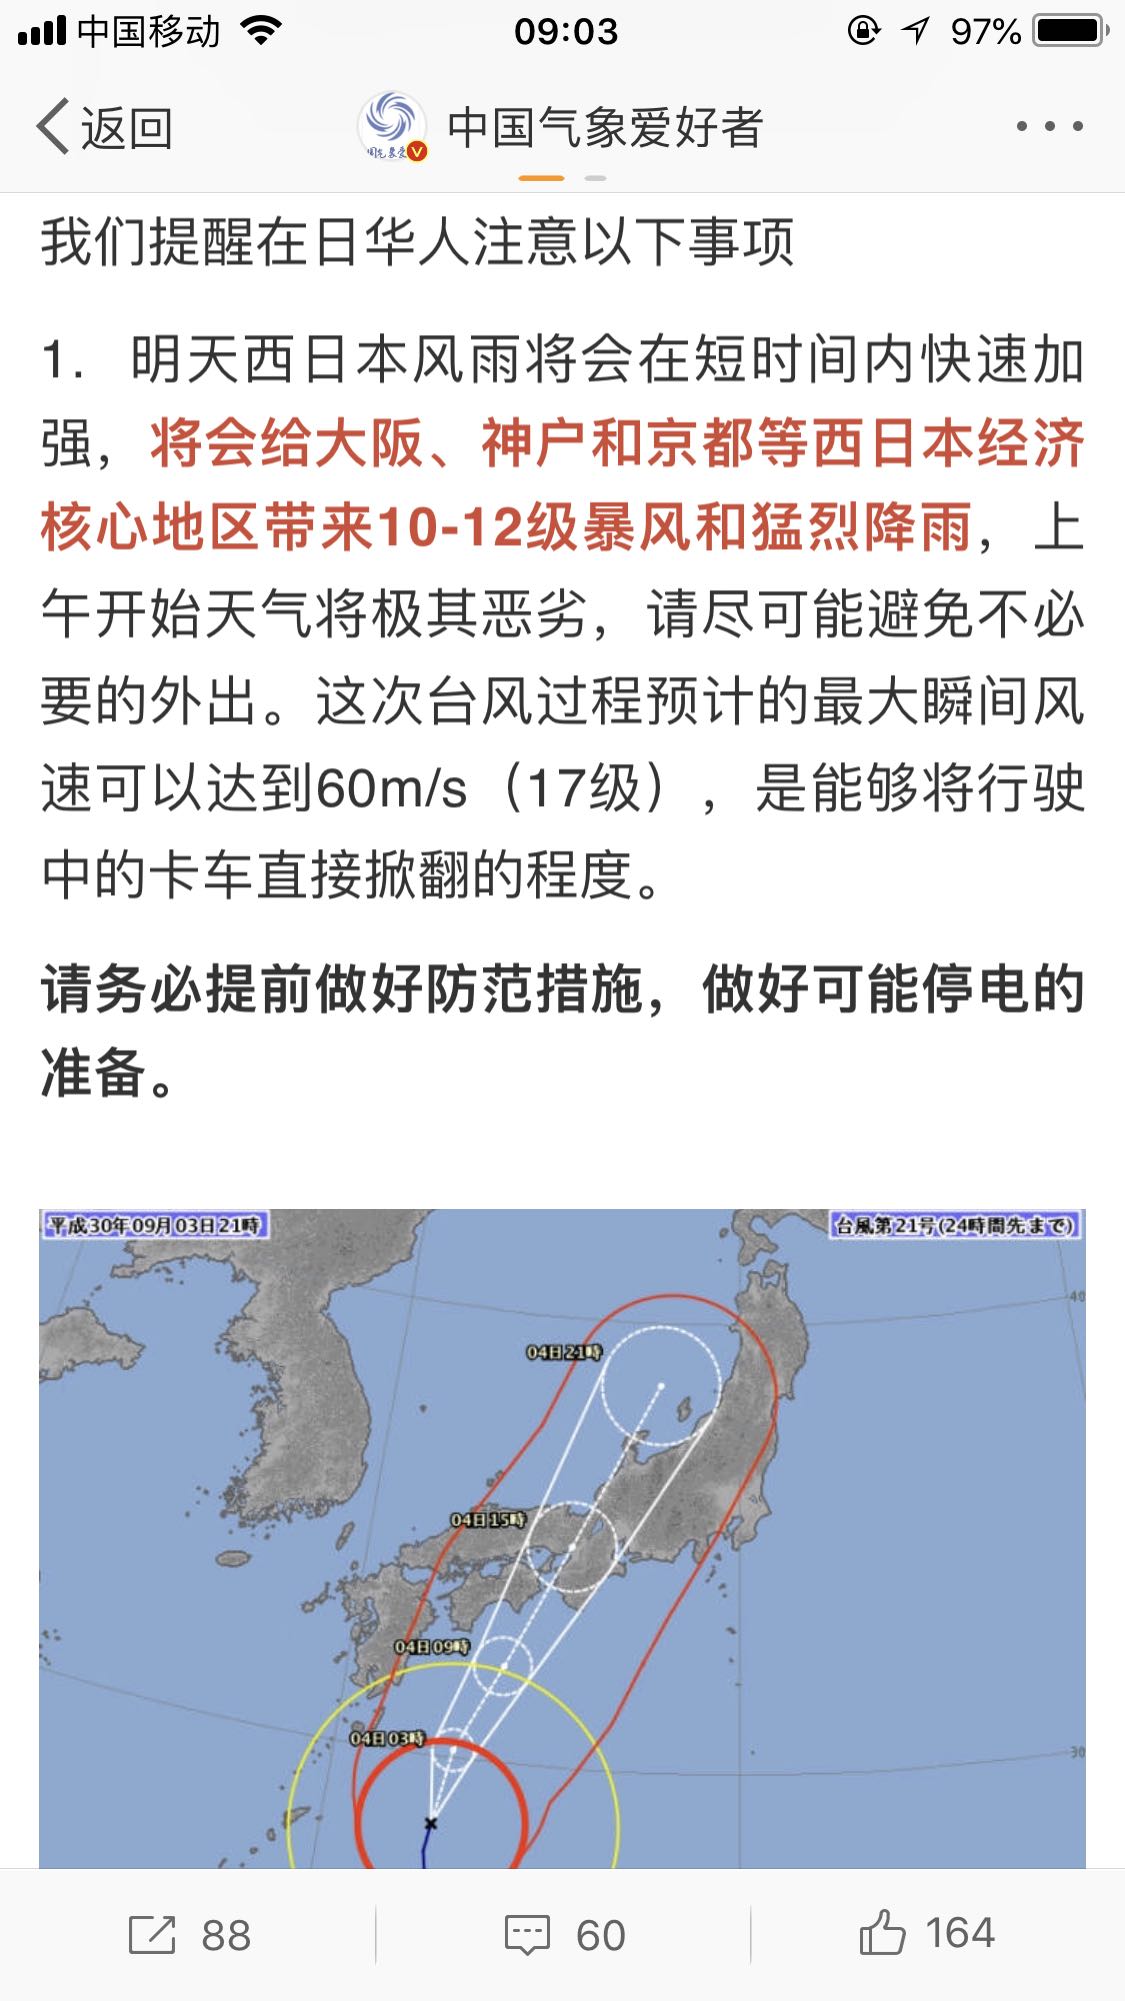 中国移动 09:03 97%
返回 中国气象爱好者
我们提醒在日华人注意以下事项
1. 明天西日本风雨将会在短时间内快速加
强，将会给大阪、神户和京都等西日本经济
核心地区带来10-12级暴风和猛烈降雨，上
午开始天气将极其恶劣，请尽可能避免不必
要的外出。这次台风过程预计的最大瞬间风
速可以达到60m/s（17级），是能够将行驶
中的卡车直接掀翻的程度。
请务必提前做好防范措施，做好可能停电的
准备。
平成30年09月03日21時 台風第21号(24時間先まで)
40
04日21時
04日15時
04日09時
04日03時
30
88 60 164